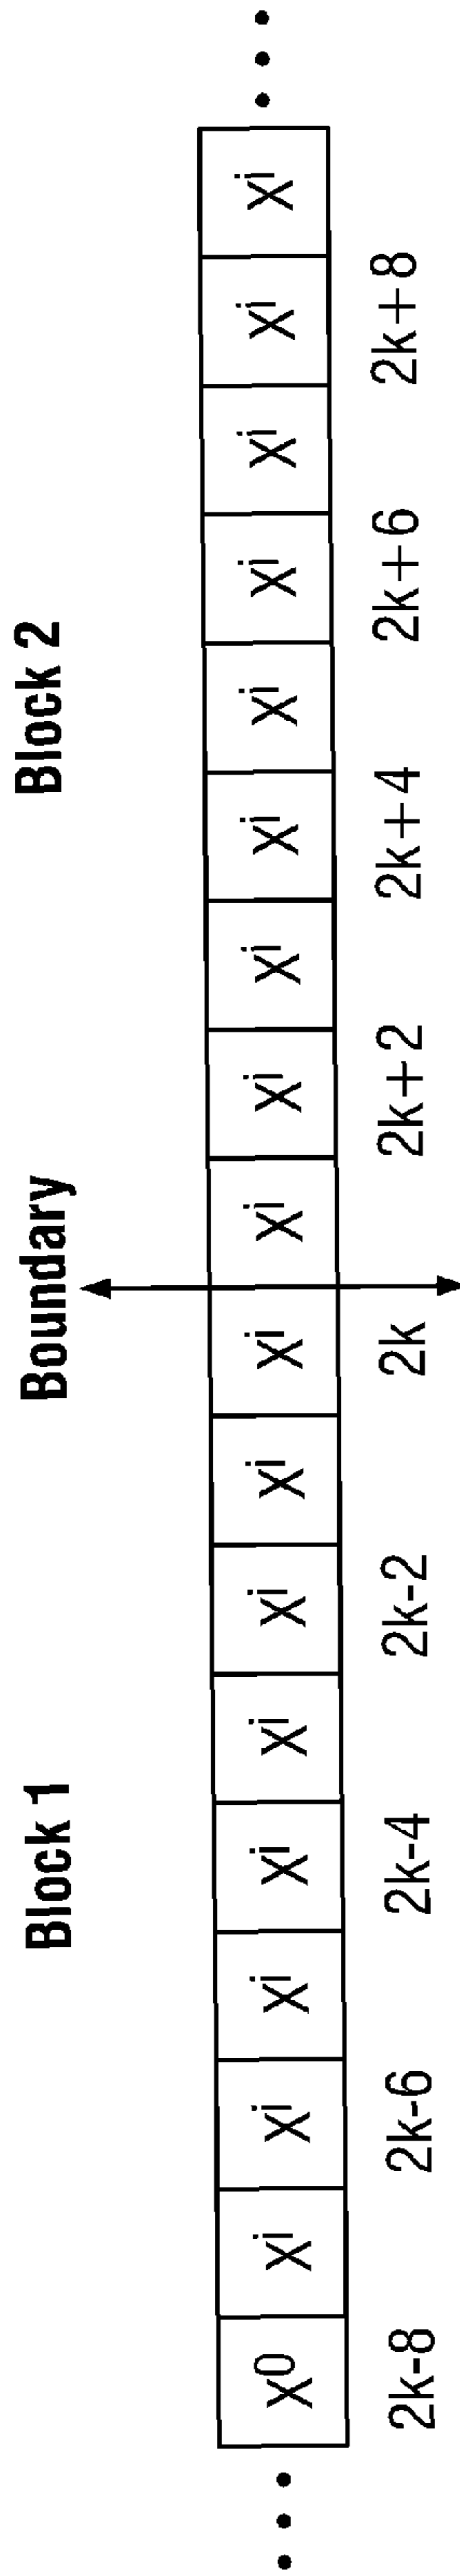 Block 1 Boundary Block 2
X⁰ Xⁱ Xⁱ Xⁱ Xⁱ Xⁱ Xⁱ Xⁱ Xⁱ Xⁱ Xⁱ Xⁱ Xⁱ Xⁱ Xⁱ Xⁱ Xⁱ Xⁱ
2k-8 2k-6 2k-4 2k-2 2k 2k+2 2k+4 2k+6 2k+8